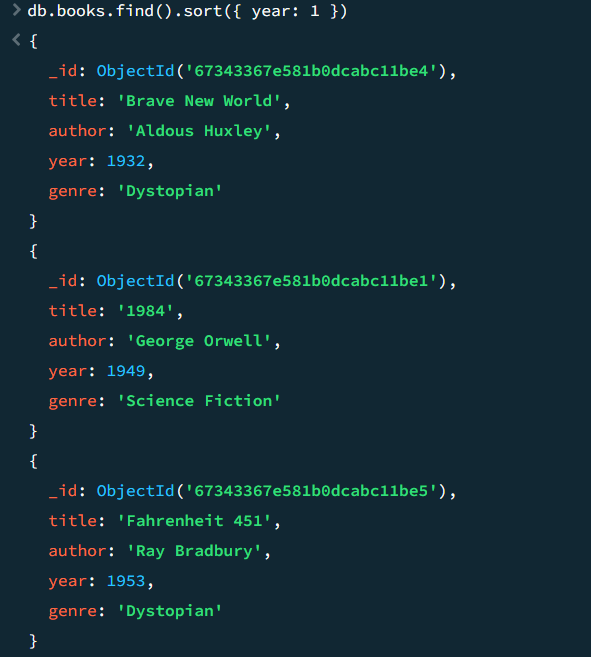 > db.books.find().sort({ year: 1 })
< {
_id: ObjectId('67343367e581b0dcabc11be4'),
title: 'Brave New World',
author: 'Aldous Huxley',
year: 1932,
genre: 'Dystopian'
}
{
_id: ObjectId('67343367e581b0dcabc11be1'),
title: '1984',
author: 'George Orwell',
year: 1949,
genre: 'Science Fiction'
}
{
_id: ObjectId('67343367e581b0dcabc11be5'),
title: 'Fahrenheit 451',
author: 'Ray Bradbury',
year: 1953,
genre: 'Dystopian'
}